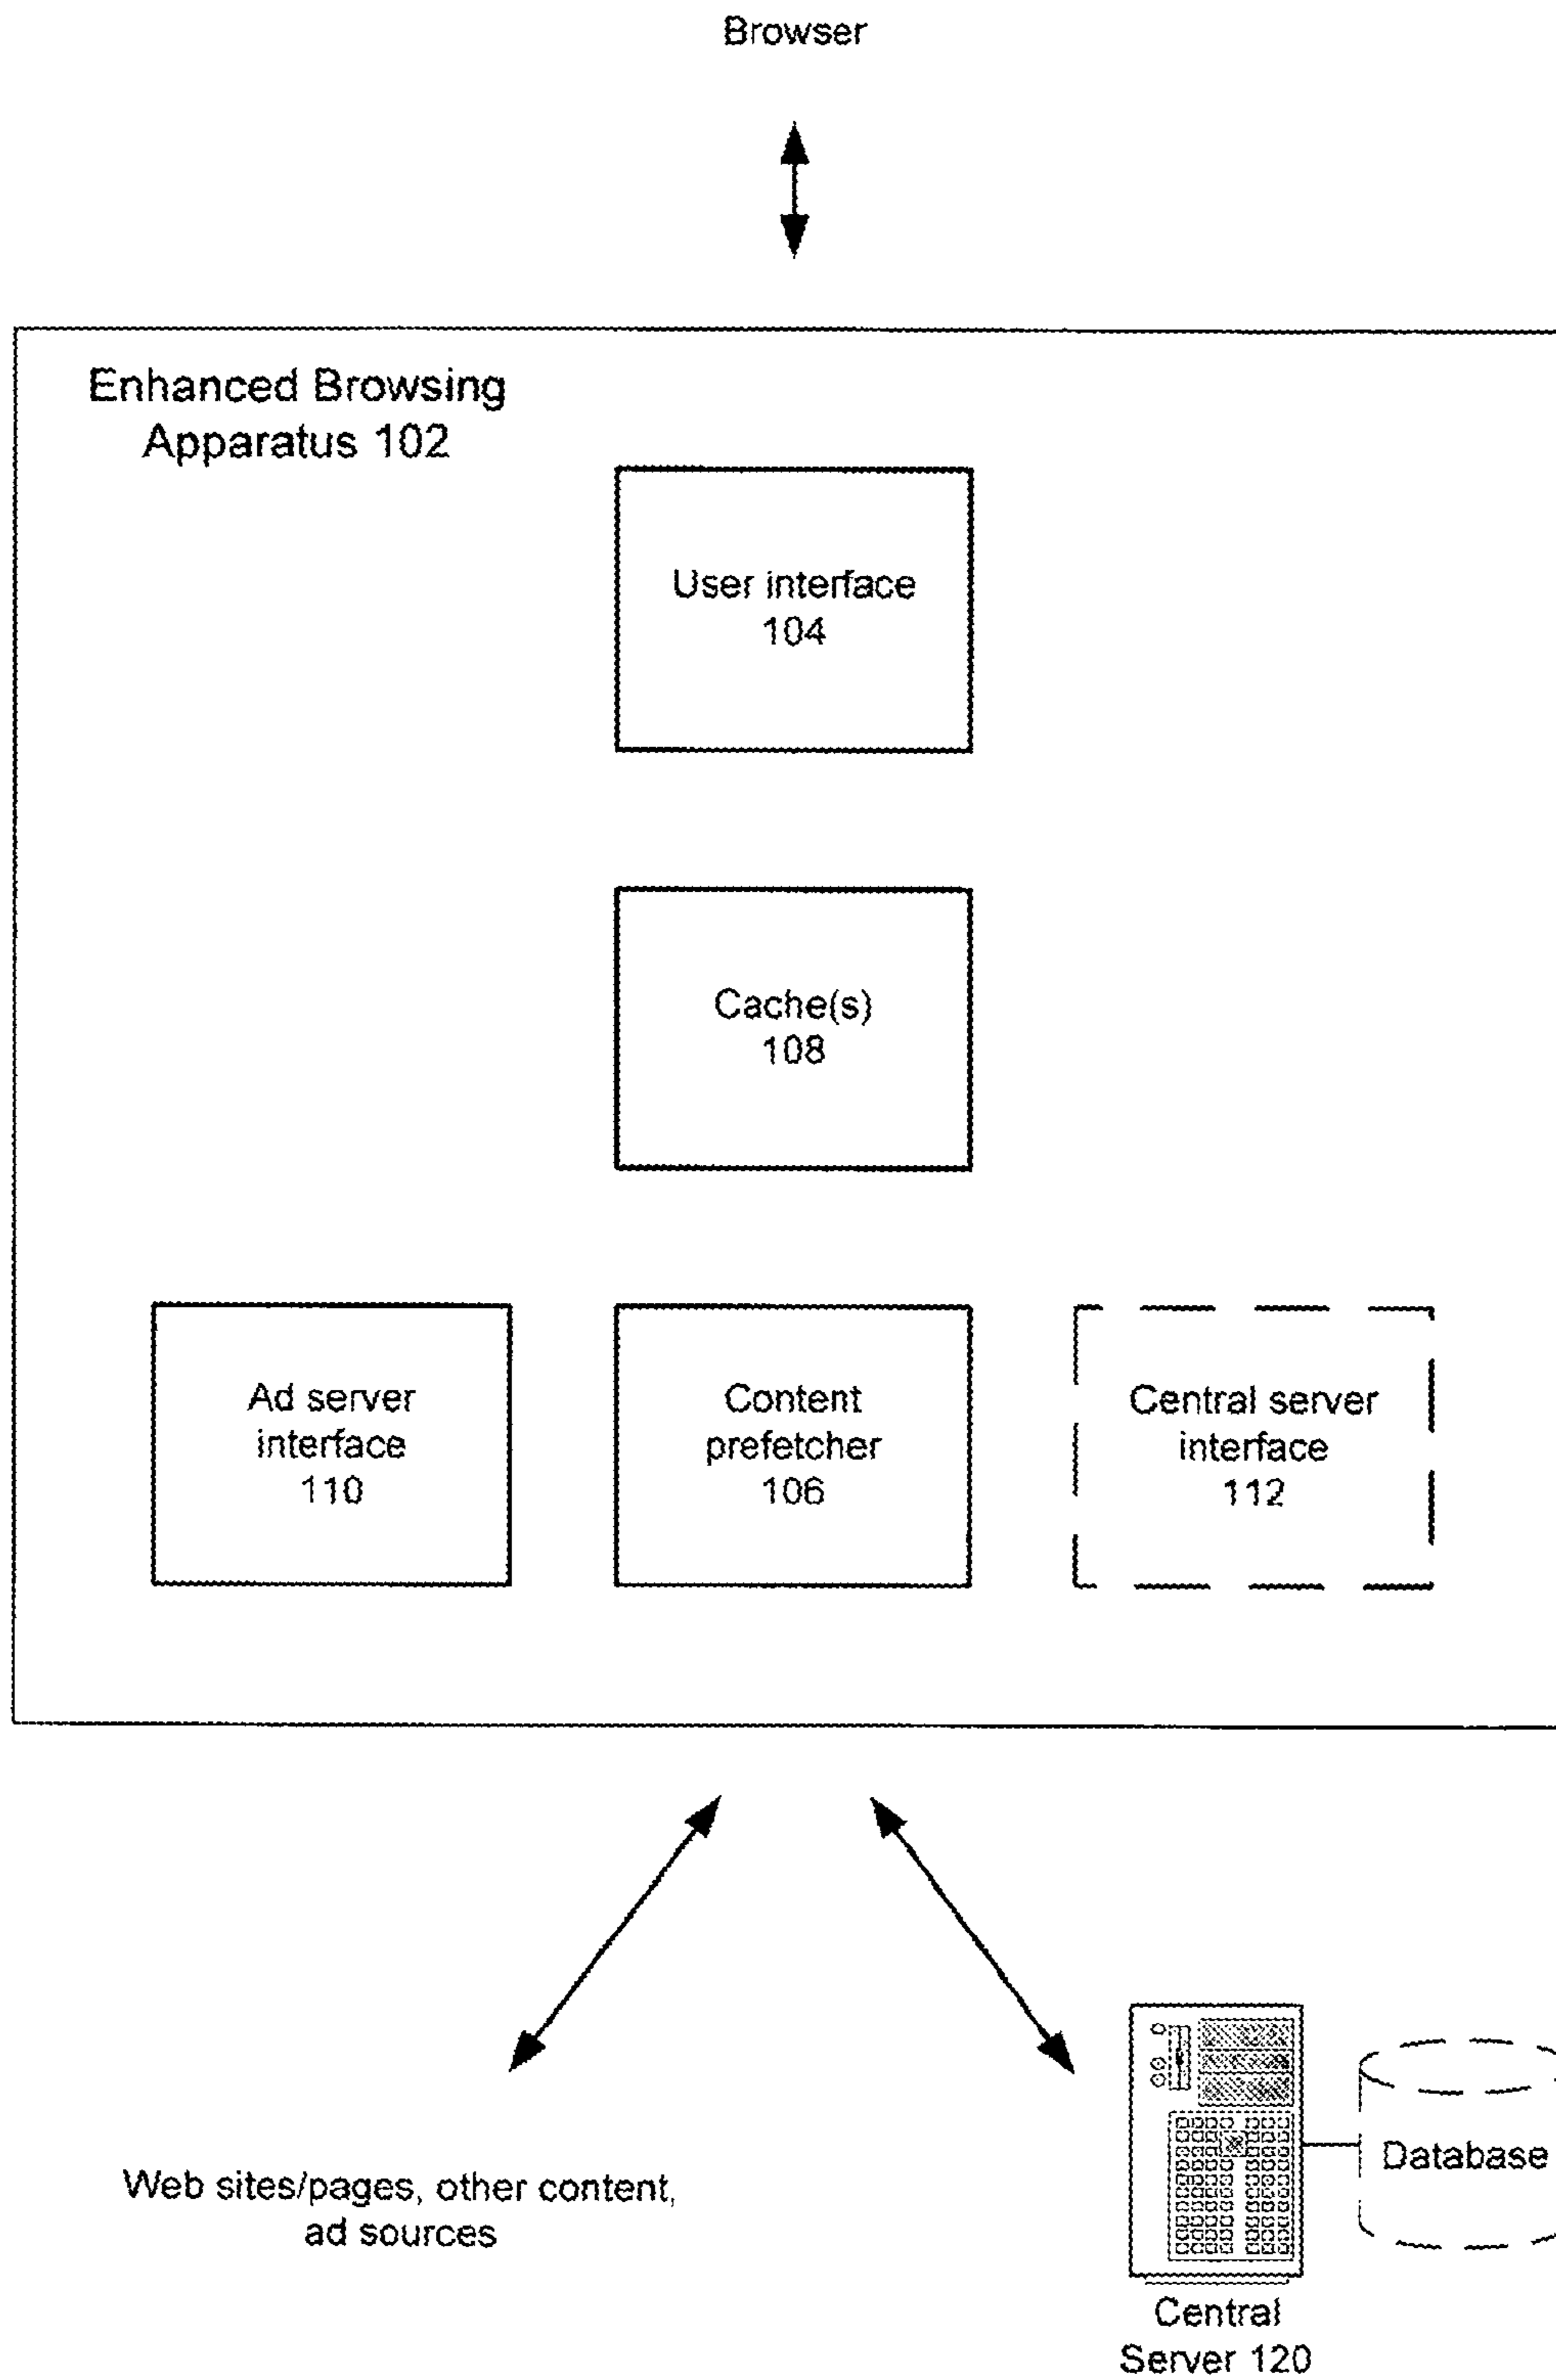 Browser
Enhanced Browsing
Apparatus 102
User interface
104
Cache(s)
108
Ad server
interface
110
Content
prefetcher
106
Central server
interface
112
Web sites/pages, other content,
ad sources
Database
Central
Server 120